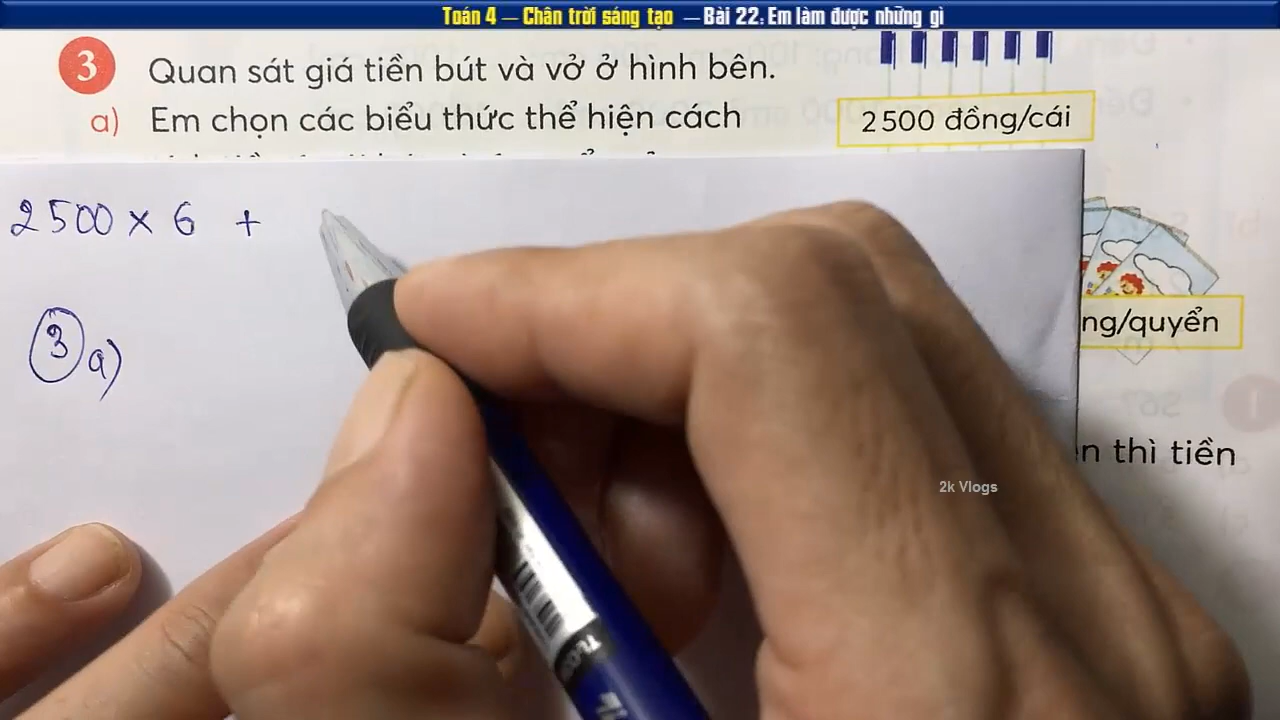 Toán 4 – Chân trời sáng tạo – Bài 22: Em làm được những gì
3 Quan sát giá tiền bút và vở ở hình bên.
a) Em chọn các biểu thức thể hiện cách
2500 đồng/cái
2500 × 6 +
ng/quyển
3 a)
n thì tiền
2k Vlogs